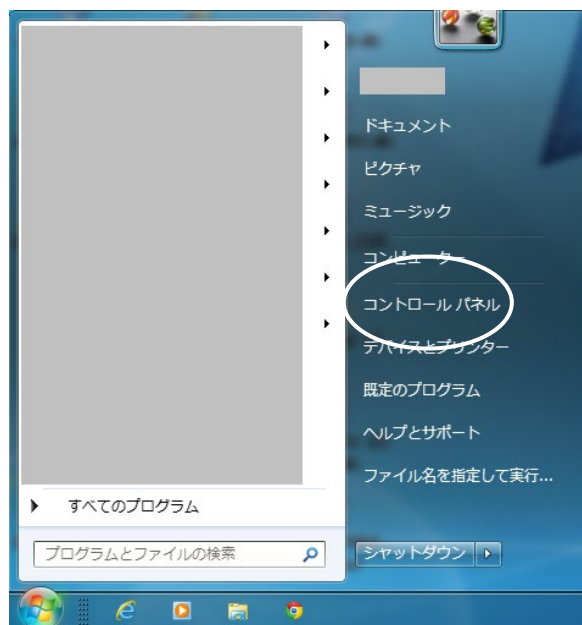 ドキュメント
ピクチャ
ミュージック
コンピューター
コントロール パネル
デバイスとプリンター
既定のプログラム
ヘルプとサポート
ファイル名を指定して実行...
すべてのプログラム
プログラムとファイルの検索
シャットダウン